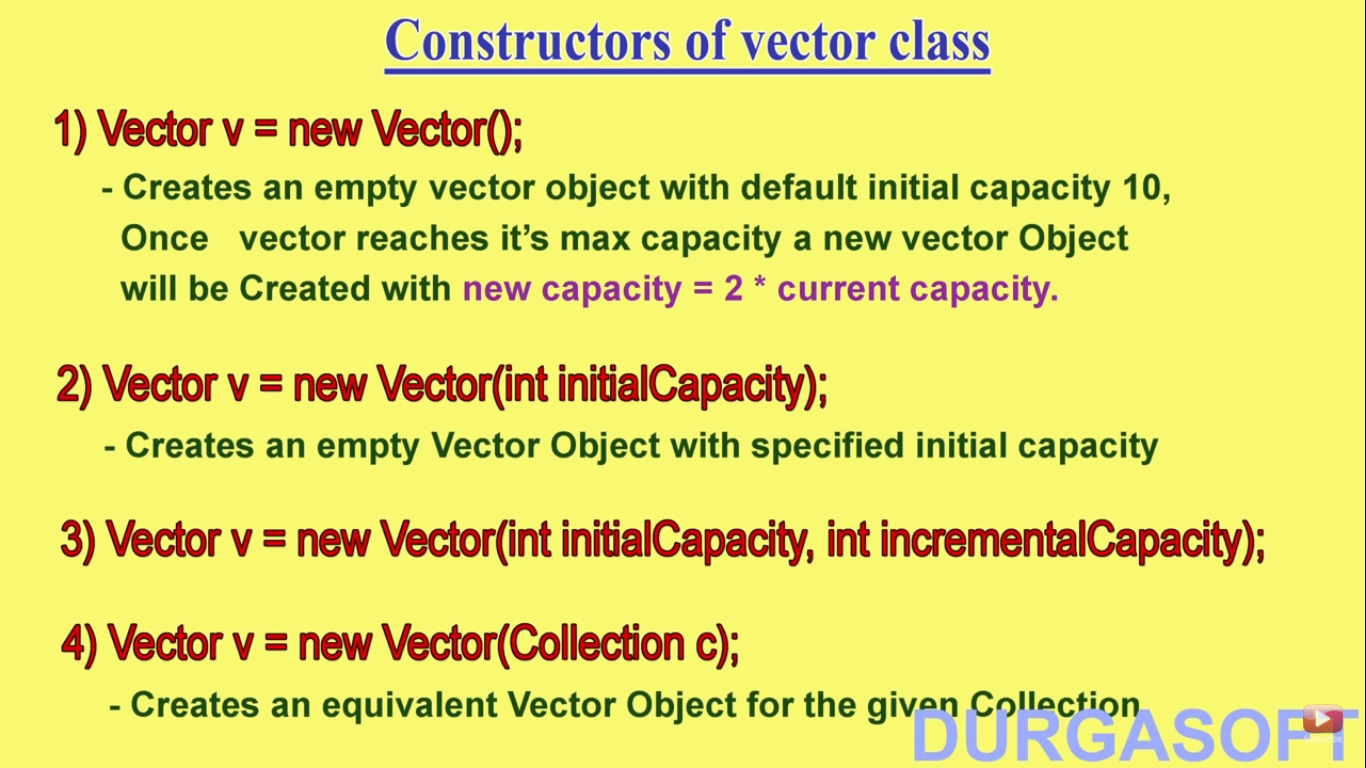 Constructors of vector class
1) Vector v = new Vector();
- Creates an empty vector object with default initial capacity 10,
Once vector reaches it’s max capacity a new vector Object
will be Created with new capacity = 2 * current capacity.
2) Vector v = new Vector(int initialCapacity);
- Creates an empty Vector Object with specified initial capacity
3) Vector v = new Vector(int initialCapacity, int incrementalCapacity);
4) Vector v = new Vector(Collection c);
- Creates an equivalent Vector Object for the given Collection
DURGASOFT